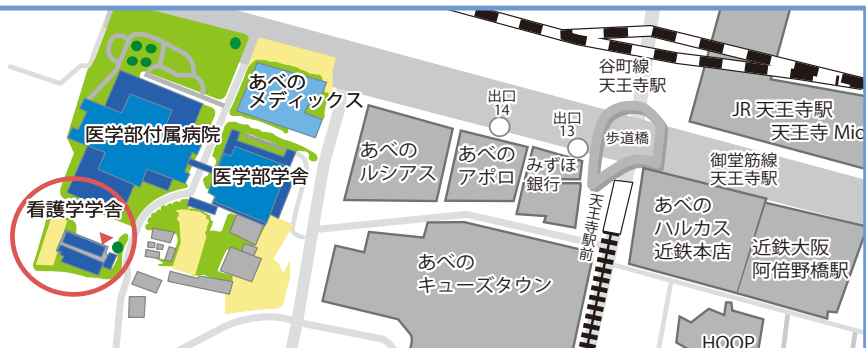 あべの
メディックス
医学部付属病院
医学部学舎
看護学学舎
あべの
ルシアス
出口
14
あべの
アポロ
出口
13
みずほ
銀行
谷町線
天王寺駅
歩道橋
JR 天王寺駅
天王寺 Mio
御堂筋線
天王寺駅
天王寺駅前
あべの
ハルカス
近鉄本店
近鉄大阪
阿倍野橋駅
あべの
キューズタウン
HOOP